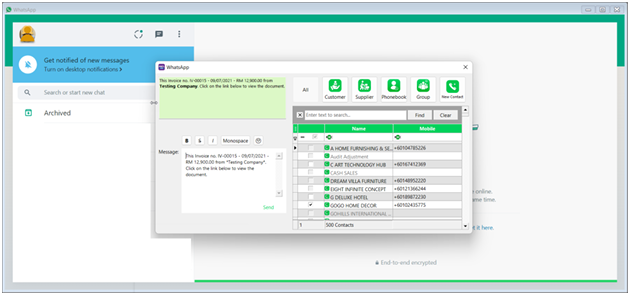 WhatsApp
Get notified of new messages
Turn on desktop notifications >
Search or start new chat
Archived
WhatsApp
This Invoice no. IV-00015 - 09/07/2021 - RM 12,900.00 from
Testing Company. Click on the link below to view the document.
B S I Monospace
Message:
This Invoice no. IV-00015 - 09/07/2021 -
RM 12,900.00 from *Testing Company*.
Click on the link below to view the
document.
Send
All
Customer
Supplier
Phonebook
Group
New Contact
Enter text to search...
Find
Clear
Name Mobile
A HOME FURNISHING & SE... +60104785226
Audit Adjustment
C ART TECHNOLOGY HUB +60167412369
CASH SALES
DREAM VILLA FURNITURE +60148952220
EIGHT INFINITE CONCEPT +60121366244
G DELUXE HOTEL +60189872230
GOGO HOME DECOR +60102435775
GOHILLS INTERNATIONAL ...
1 500 Contacts
online.
me time.
t it here.
End-to-end encrypted